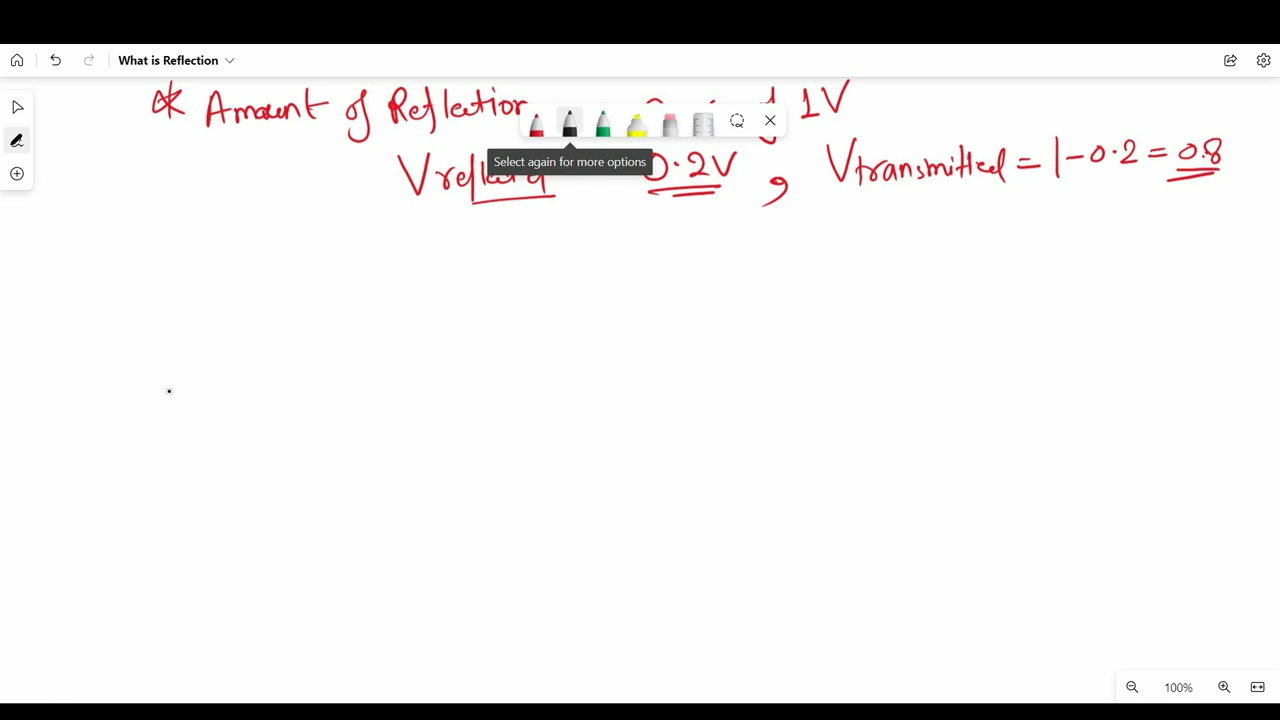 What is Reflection
* Amount of Reflection 1V
Select again for more options
V 0.2V , Vtransmitted = 1-0.2 = 0.8
100%